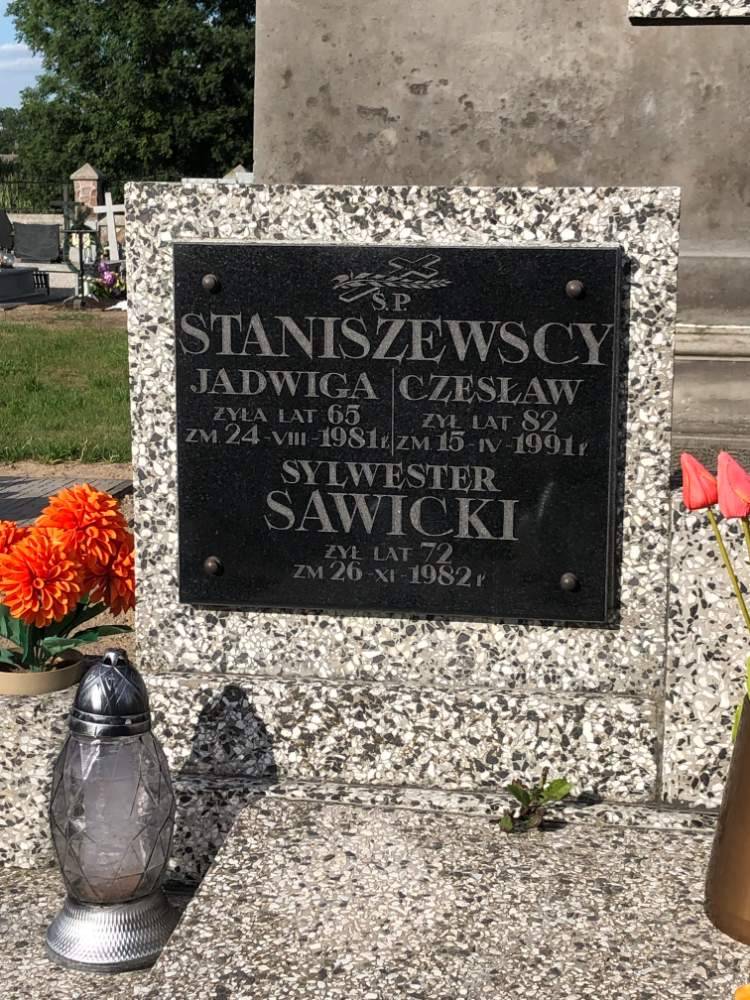 Ś.P.
STANISZEWSCY
JADWIGA CZESŁAW
ŻYŁA LAT 65 ŻYŁ LAT 82
ZM 24-VIII-1981r. ZM 15-IV-1991r.
SYLWESTER
SAWICKI
ŻYŁ LAT 72
ZM 26-XI-1982r.